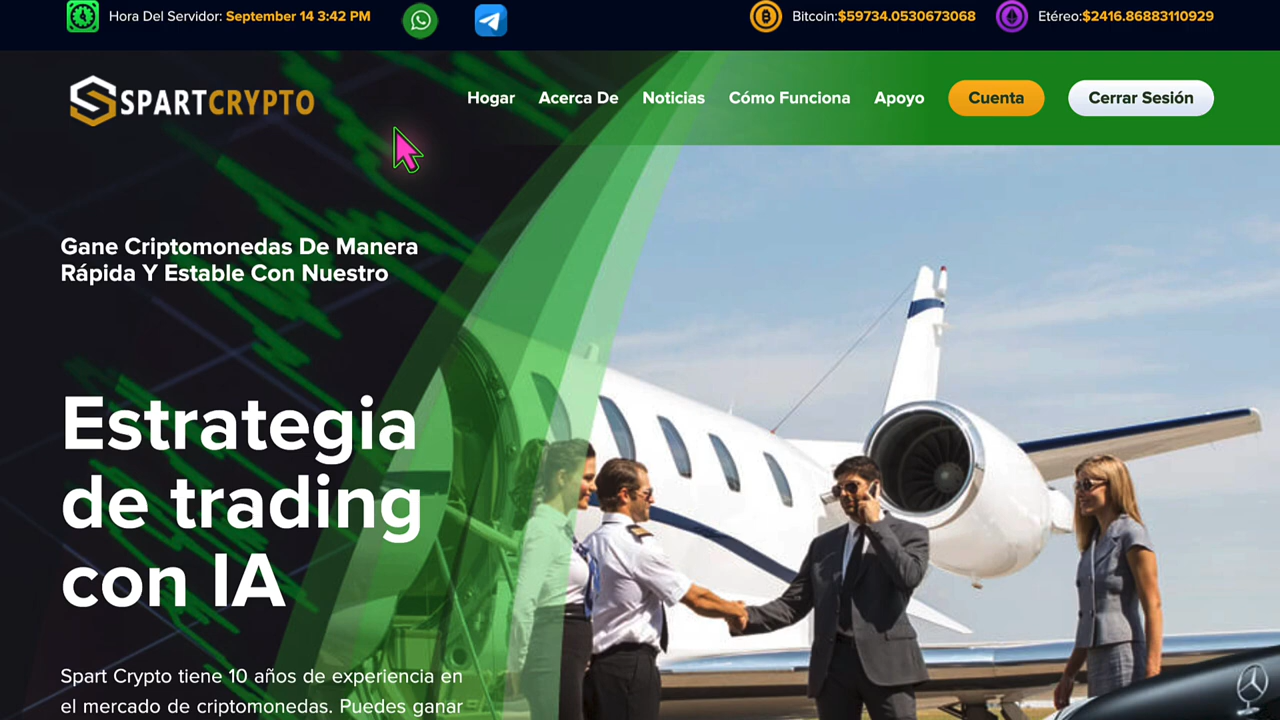 Hora Del Servidor: September 14 3:42 PM
Bitcoin:$59734.0530673068
Etéreo:$2416.86883110929
SPARTCRYPTO
Hogar
Acerca De
Noticias
Cómo Funciona
Apoyo
Cuenta
Cerrar Sesión
Gane Criptomonedas De Manera
Rápida Y Estable Con Nuestro
Estrategia
de trading
con IA
Spart Crypto tiene 10 años de experiencia en
el mercado de criptomonedas. Puedes ganar